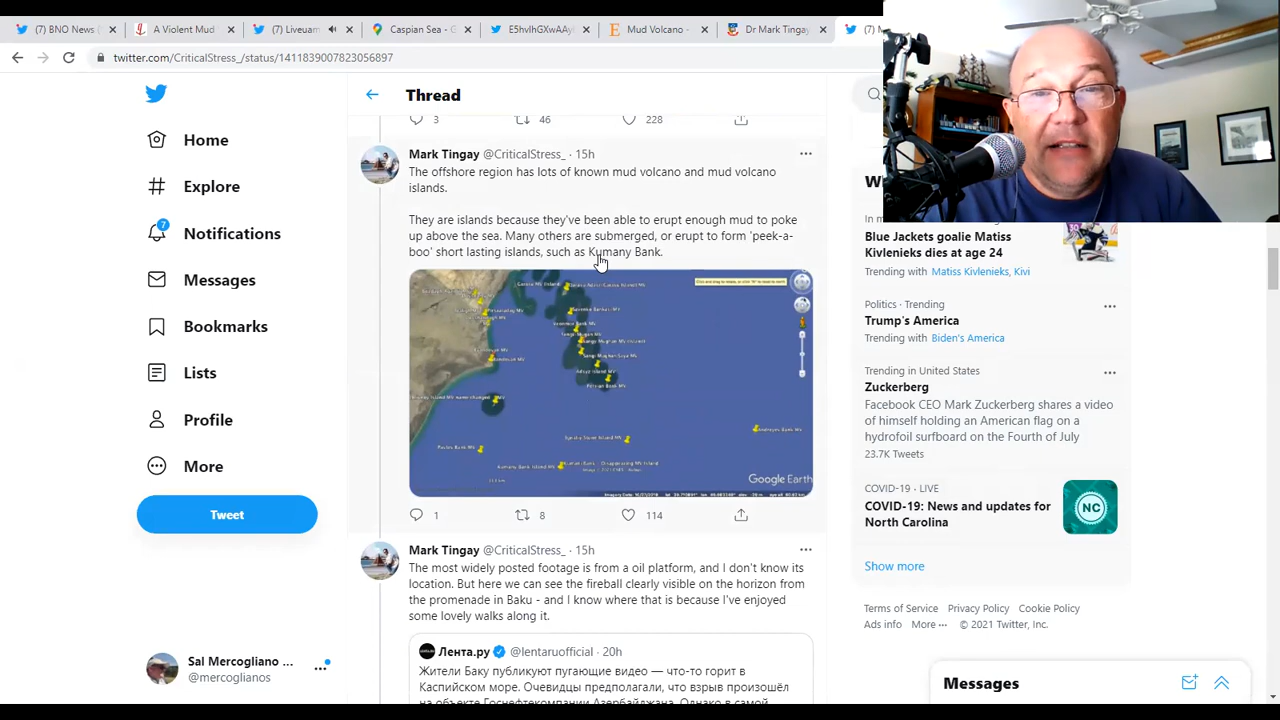 (7) BNO News
A Violent Mud
(7) Liveuam
Caspian Sea - G
E5hvIhGXwAAy
Mud Volcano -
Dr Mark Tingay
twitter.com/CriticalStress_/status/1411839007823056897
Thread
3
46
228
Home
Explore
7
Notifications
Messages
Bookmarks
Lists
Profile
More
Tweet
Sal Mercogliano ...
@mercoglianos
Mark Tingay @CriticalStress_ · 15h
The offshore region has lots of known mud volcano and mud volcano
islands.
They are islands because they've been able to erupt enough mud to poke
up above the sea. Many others are submerged, or erupt to form 'peek-a-
boo' short lasting islands, such as Kumany Bank.
Google Earth
1
8
114
Mark Tingay @CriticalStress_ · 15h
The most widely posted footage is from a oil platform, and I don't know its
location. But here we can see the fireball clearly visible on the horizon from
the promenade in Baku - and I know where that is because I've enjoyed
some lovely walks along it.
Лента.ру @lentaruofficial · 20h
Жители Баку публикуют пугающие видео — что-то горит в
Каспийском море. Очевидцы предполагали, что взрыв произошёл
на объекте Госнефтекомпании Азербайджана. Однако в самой
Blue Jackets goalie Matiss
Kivlenieks dies at age 24
Trending with Matiss Kivlenieks, Kivi
Politics · Trending
Trump's America
Trending with Biden's America
Trending in United States
Zuckerberg
Facebook CEO Mark Zuckerberg shares a video
of himself holding an American flag on a
hydrofoil surfboard on the Fourth of July
23.7K Tweets
COVID-19 · LIVE
COVID-19: News and updates for
North Carolina
NC
Show more
Terms of Service Privacy Policy Cookie Policy
Ads info More ··· © 2021 Twitter, Inc.
Messages